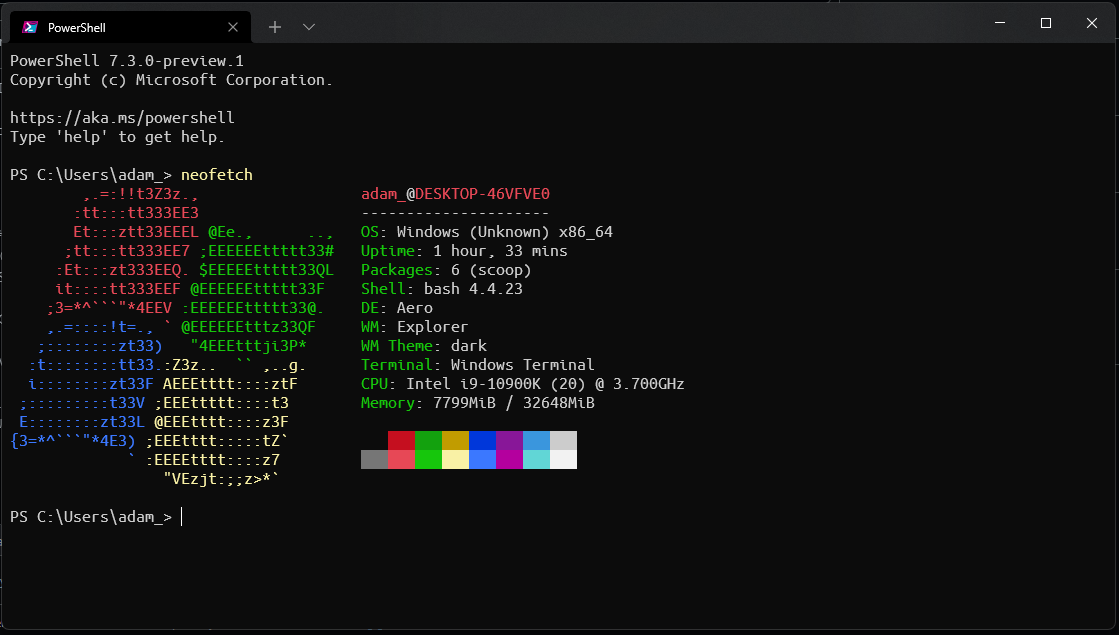 PowerShell
PowerShell 7.3.0-preview.1
Copyright (c) Microsoft Corporation.
https://aka.ms/powershell
Type 'help' to get help.
PS C:\Users\adam_> neofetch
        ,.=:!!t3Z3z.,                  adam_@DESKTOP-46VFVE0
       :tt:::tt333EE3                  ---------------------
       Et:::ztt33EEEL @Ee.,      ..,   OS: Windows (Unknown) x86_64
      ;tt:::tt333EE7 ;EEEEEEttttt33#   Uptime: 1 hour, 33 mins
     :Et:::zt333EEQ. $EEEEEttttt33QL   Packages: 6 (scoop)
     it::::tt333EEF @EEEEEEttttt33F    Shell: bash 4.4.23
    ;3=*^```"*4EEV :EEEEEEttttt33@.    DE: Aero
    ,.=::::!t=., ` @EEEEEEtttz33QF     WM: Explorer
   ;::::::::zt33)   "4EEEtttji3P*      WM Theme: dark
  :t::::::::tt33.:Z3z..  `` ,..g.      Terminal: Windows Terminal
  i::::::::zt33F AEEEtttt::::ztF       CPU: Intel i9-10900K (20) @ 3.700GHz
 ;:::::::::t33V ;EEEttttt::::t3        Memory: 7799MiB / 32648MiB
 E::::::::zt33L @EEEtttt::::z3F
{3=*^```"*4E3) ;EEEtttt:::::tZ`
             ` :EEEEtttt::::z7
                 "VEzjt:;;z>*`
PS C:\Users\adam_>